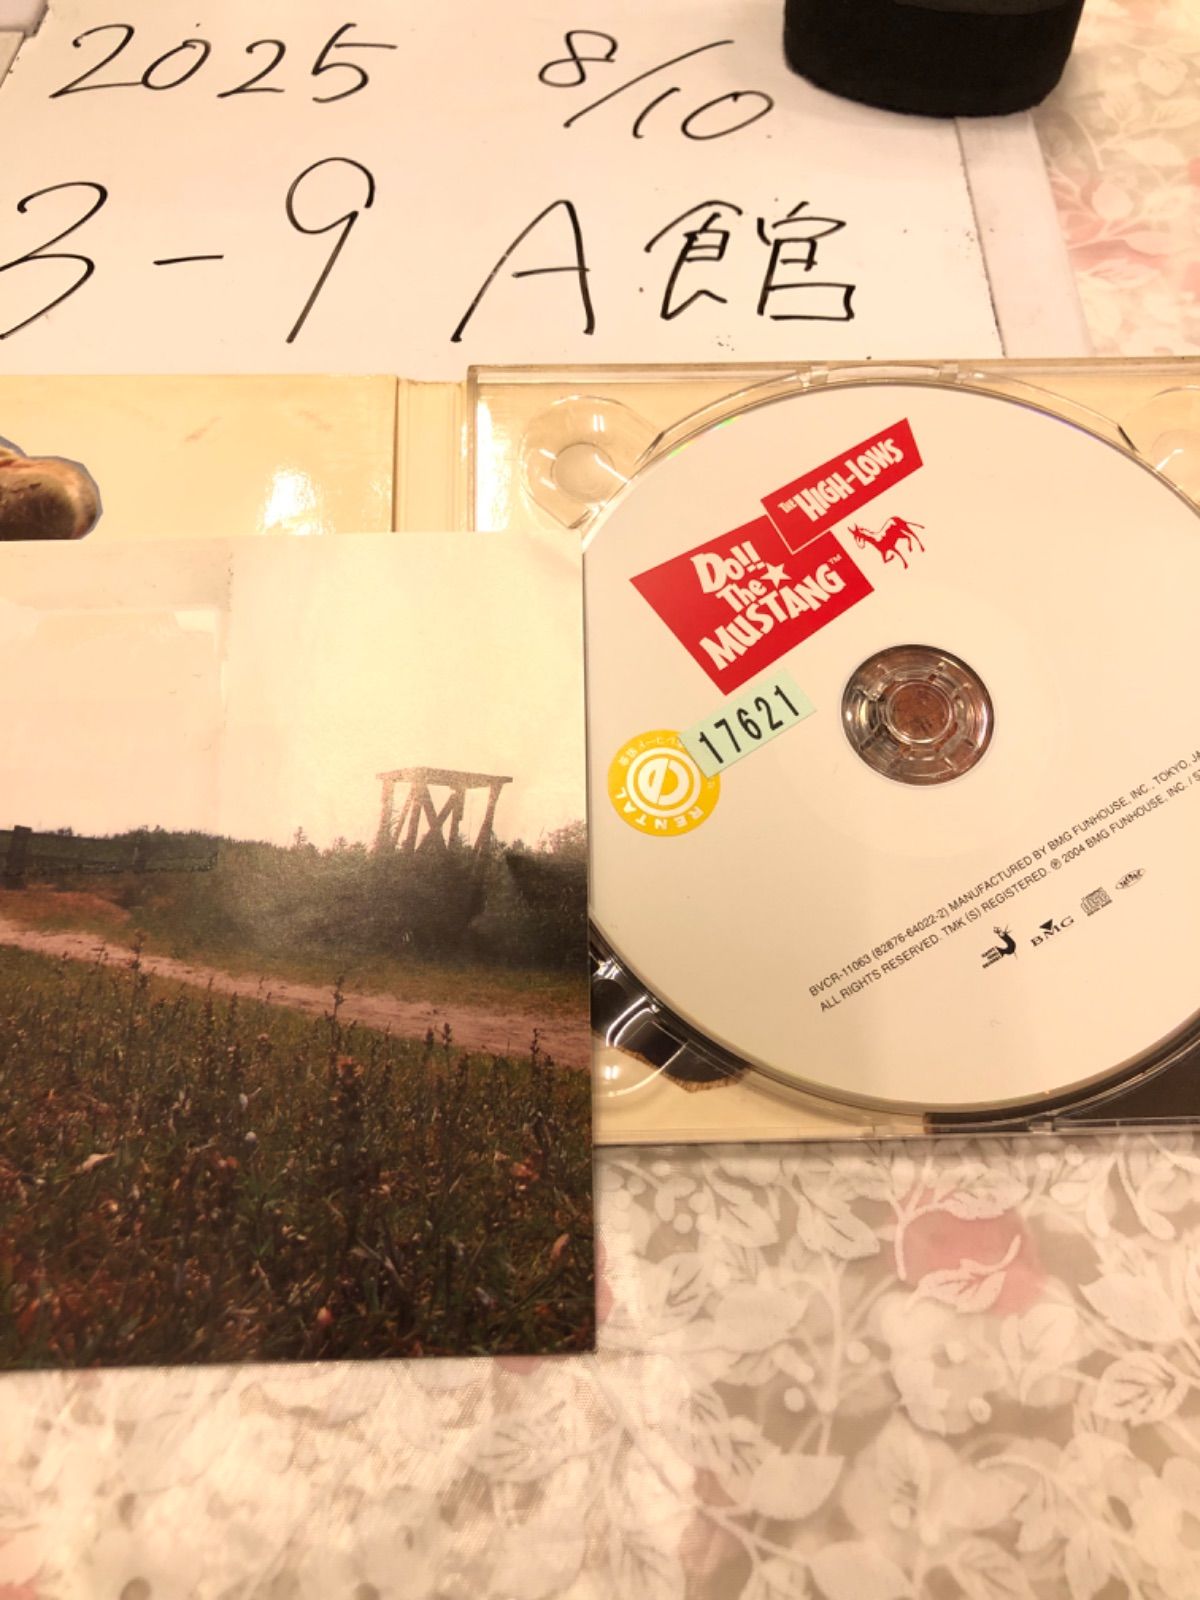 2025 8/10
3-9 A館
THE HIGH-LOWS
Do!!
The★
MUSTANG™
17621
RENTAL
BVCR-11063 (82876-64022-2) MANUFACTURED BY BMG FUNHOUSE, INC., TOKYO, JA
ALL RIGHTS RESERVED. TMK (S) REGISTERED. ℗ 2004 BMG FUNHOUSE, INC. / S
BMG